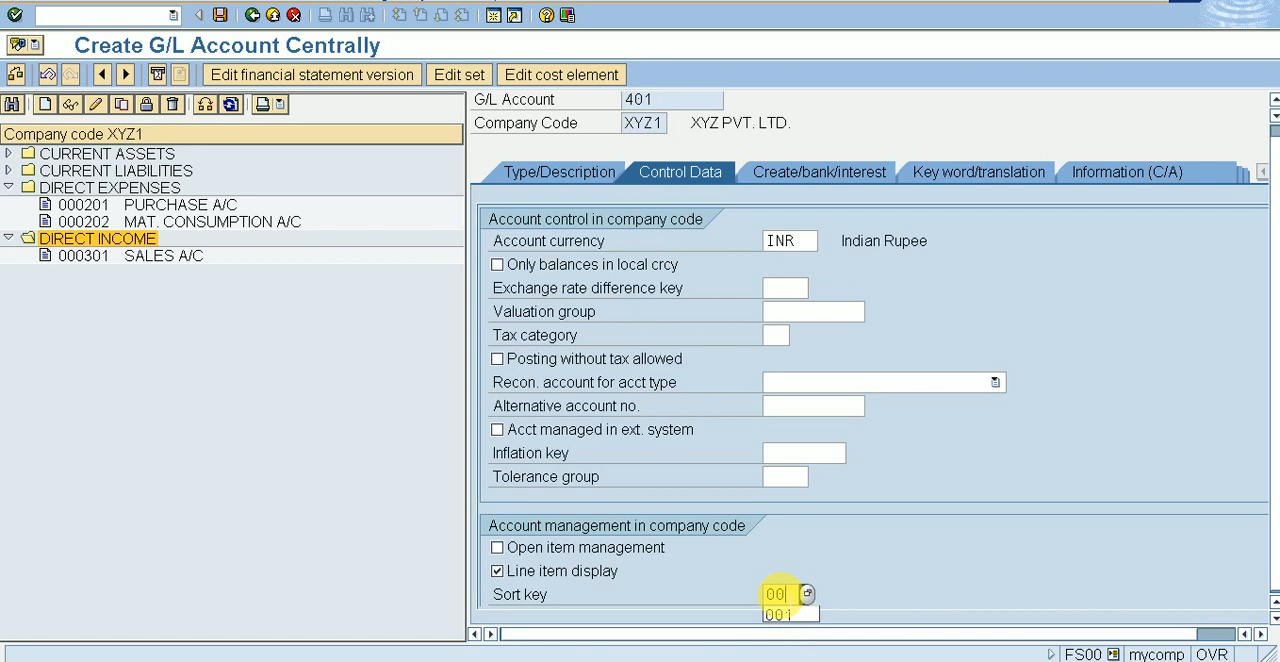 Create G/L Account Centrally
Edit financial statement version Edit set Edit cost element
Company code XYZ1
CURRENT ASSETS
CURRENT LIABILITIES
DIRECT EXPENSES
000201 PURCHASE A/C
000202 MAT. CONSUMPTION A/C
DIRECT INCOME
000301 SALES A/C
G/L Account 401
Company Code XYZ1 XYZ PVT. LTD.
Type/Description Control Data Create/bank/interest Key word/translation Information (C/A)
Account control in company code
Account currency INR Indian Rupee
Only balances in local crcy
Exchange rate difference key
Valuation group
Tax category
Posting without tax allowed
Recon. account for acct type
Alternative account no.
Acct managed in ext. system
Inflation key
Tolerance group
Account management in company code
Open item management
Line item display
Sort key 00
001
FS00 mycomp OVR